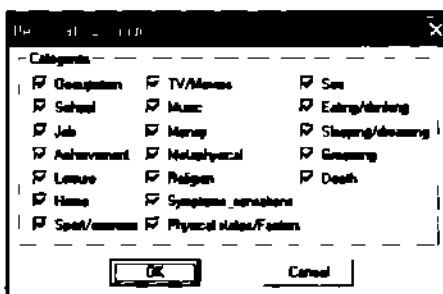 Categories
Occupation TV/Movies Sex
School Music Eating/drinking
Job Money Sleeping/dreaming
Achievement Metaphysical Grooming
Leisure Religion Death
Home Symptoms_sensations
Sport/exercise Physical states/Factors
OK Cancel